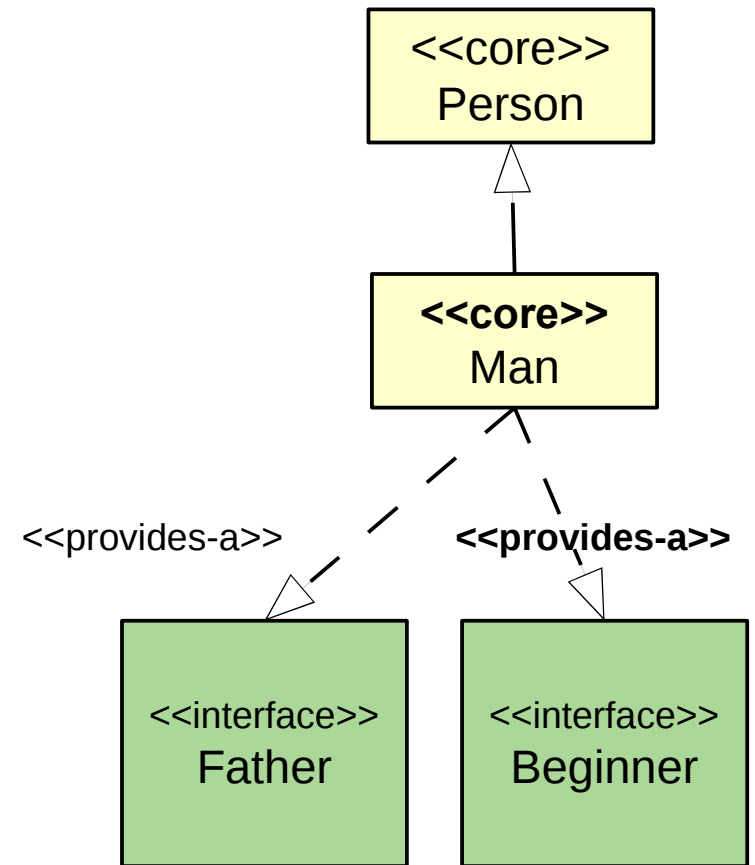 <<core>>
Person
<<core>>
Man
<<provides-a>>
<<provides-a>>
<<interface>>
Father
<<interface>>
Beginner